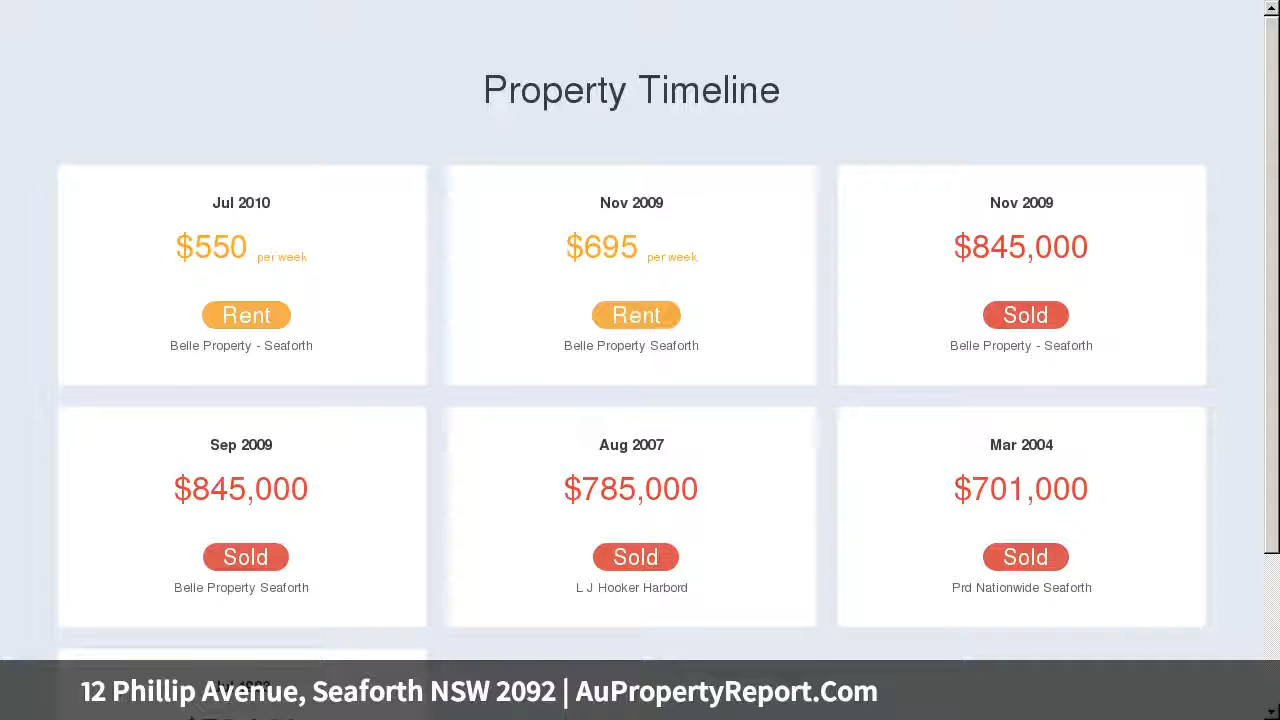 Property Timeline
Jul 2010
$550 per week
Rent
Belle Property - Seaforth
Nov 2009
$695 per week
Rent
Belle Property Seaforth
Nov 2009
$845,000
Sold
Belle Property - Seaforth
Sep 2009
$845,000
Sold
Belle Property Seaforth
Aug 2007
$785,000
Sold
L J Hooker Harbord
Mar 2004
$701,000
Sold
Prd Nationwide Seaforth
12 Phillip Avenue, Seaforth NSW 2092 | AuPropertyReport.Com